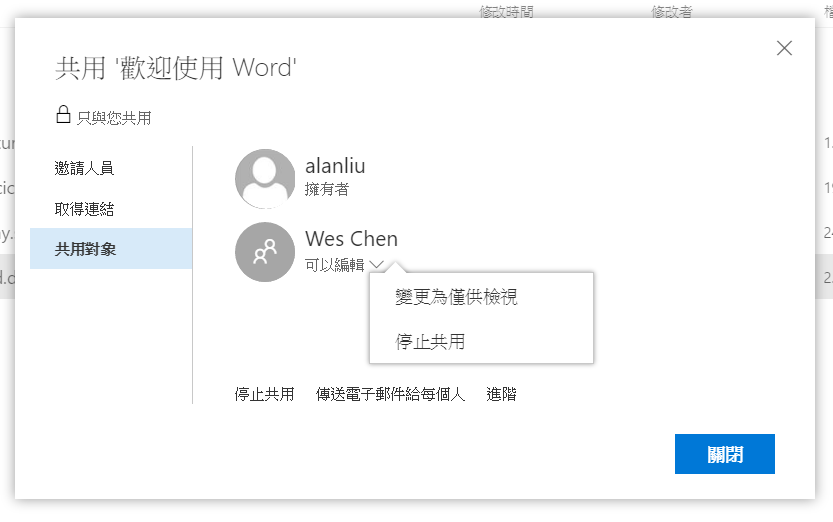 修改時間 修改者
共用 '歡迎使用 Word'
只與您共用
邀請人員
取得連結
共用對象
alanliu
擁有者
Wes Chen
可以編輯
變更為僅供檢視
停止共用
停止共用 傳送電子郵件給每個人 進階
關閉